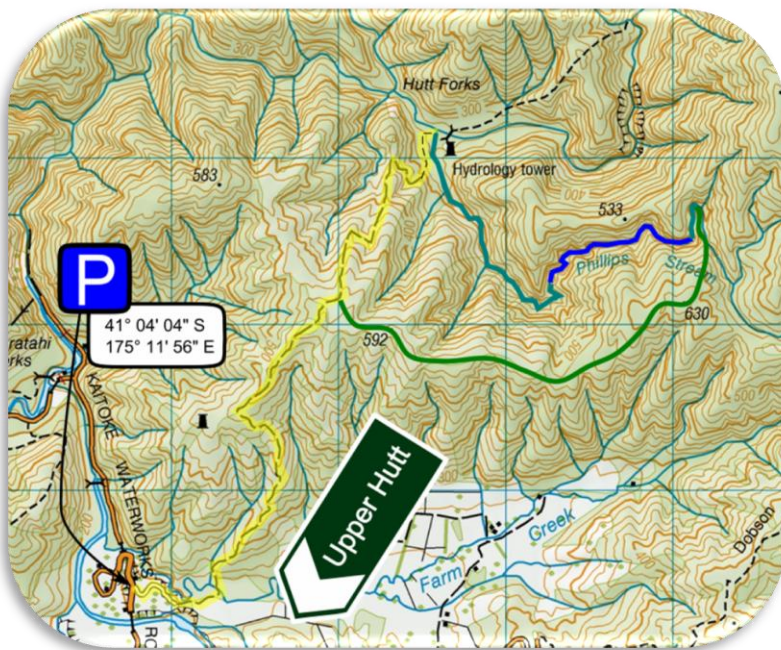 Hutt Forks
Hydrology tower
583
533
P
41° 04' 04" S
175° 11' 56" E
Phillips
Stream
630
592
KAITOKE
WATERWORKS
Upper Hutt
Farm
Creek
Dobson
500